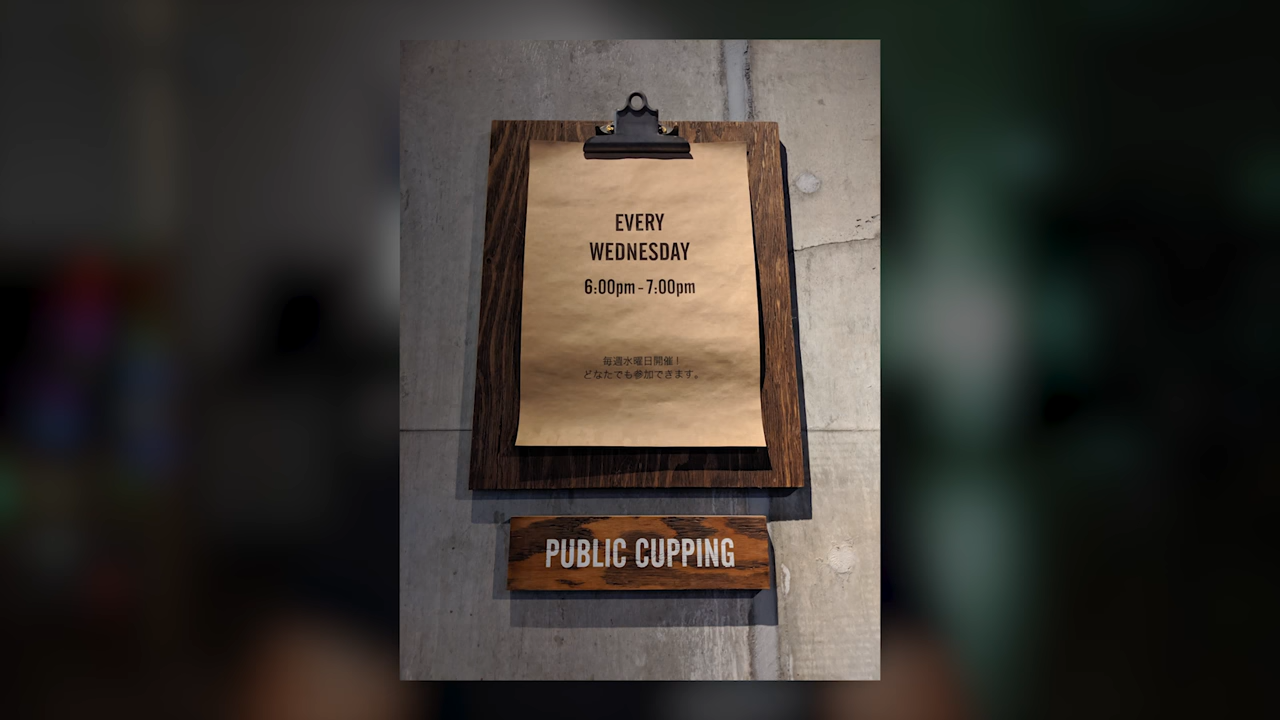 EVERY
WEDNESDAY
6:00pm - 7:00pm
毎週水曜日開催！
どなたでも参加できます。
PUBLIC CUPPING